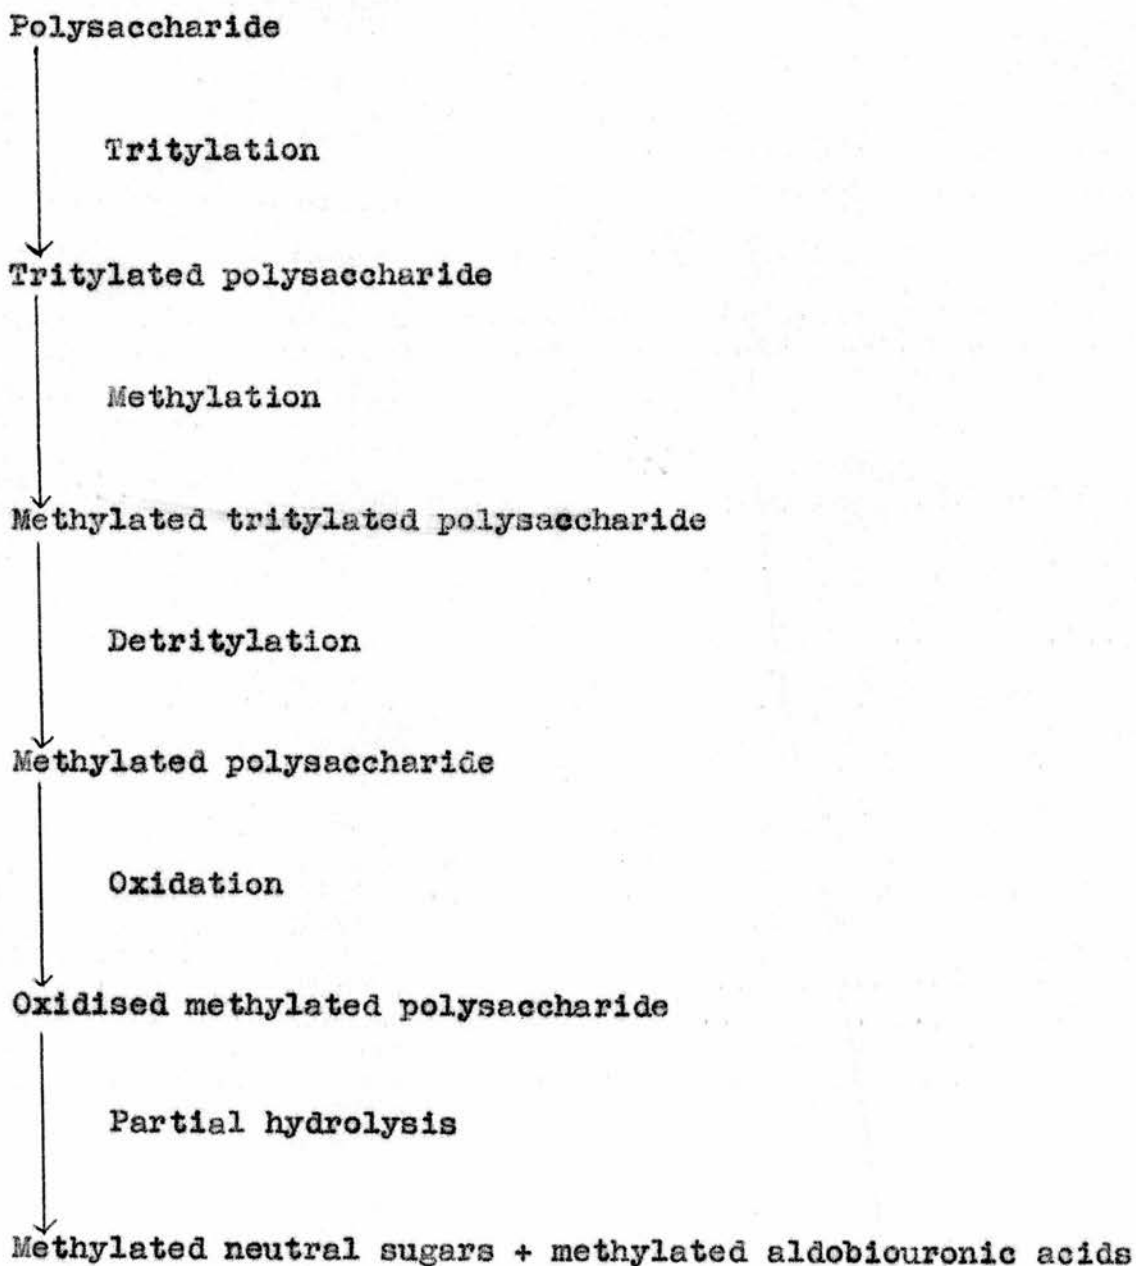 Polysaccharide
Tritylation
Tritylated polysaccharide
Methylation
Methylated tritylated polysaccharide
Detritylation
Methylated polysaccharide
Oxidation
Oxidised methylated polysaccharide
Partial hydrolysis
Methylated neutral sugars + methylated aldobiouronic acids